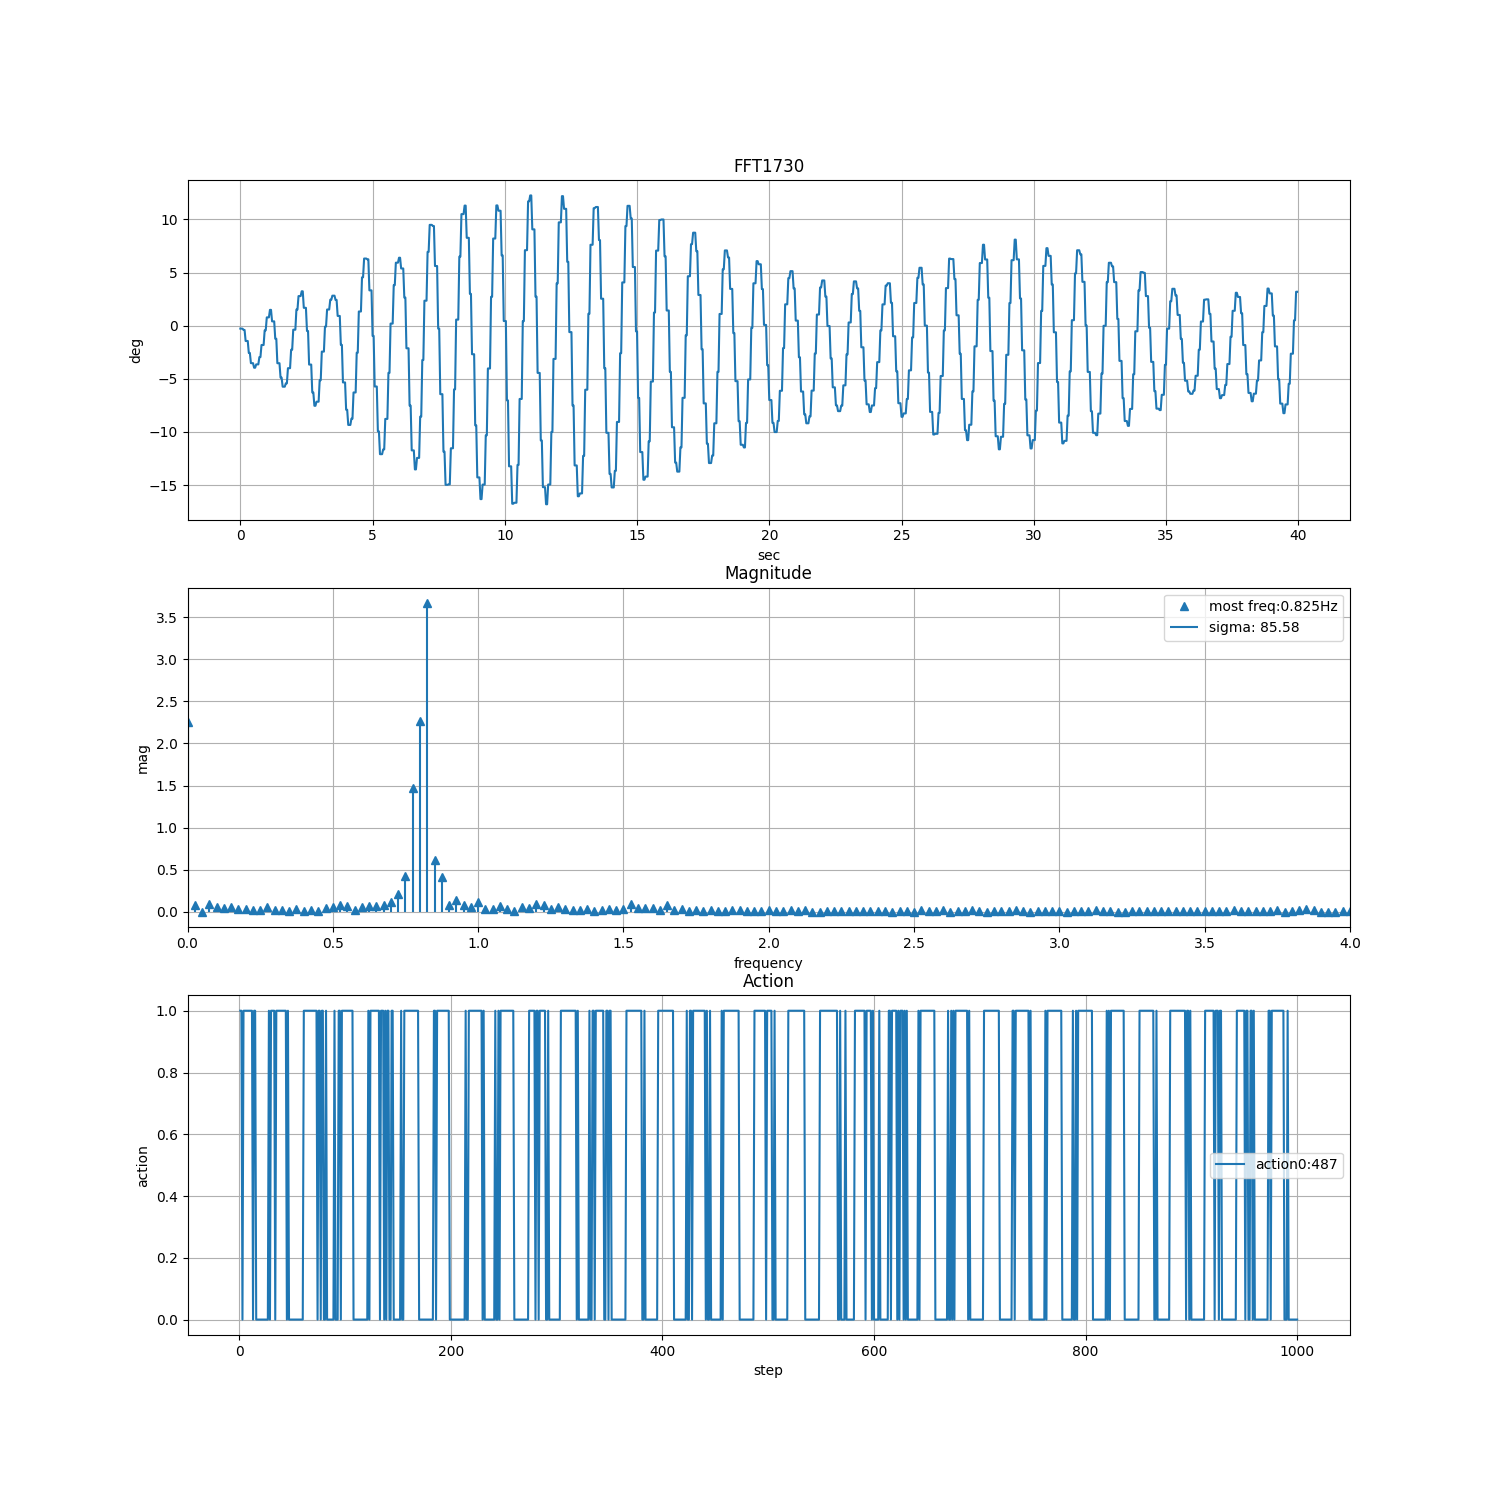 FFT1730
10
5
0
−5
−10
−15
deg
0 5 10 15 20 25 30 35 40
sec
Magnitude
most freq:0.825Hz
sigma: 85.58
3.5
3.0
2.5
2.0
1.5
1.0
0.5
0.0
mag
0.0 0.5 1.0 1.5 2.0 2.5 3.0 3.5 4.0
frequency
Action
1.0
0.8
0.6
0.4
0.2
0.0
action
action0:487
0 200 400 600 800 1000
step